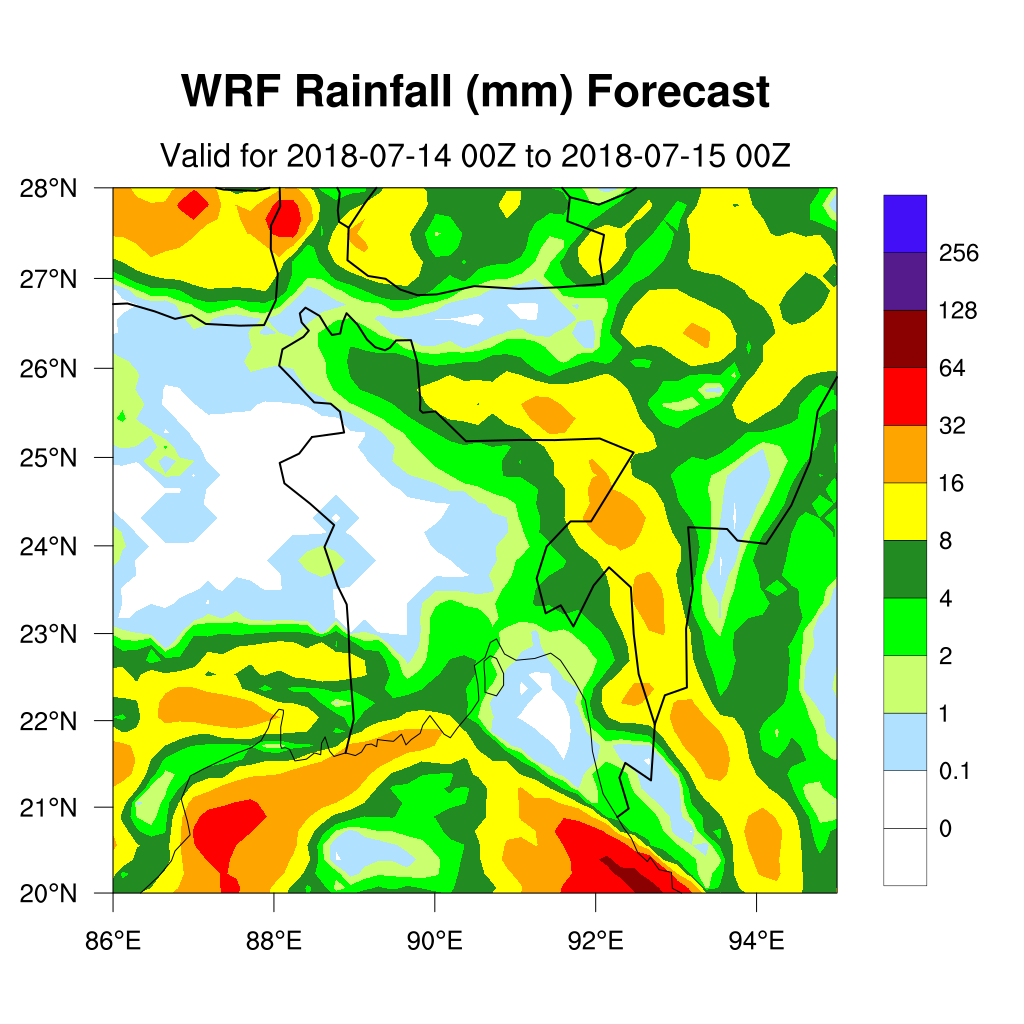 WRF Rainfall (mm) Forecast
Valid for 2018-07-14 00Z to 2018-07-15 00Z
28°N
27°N
26°N
25°N
24°N
23°N
22°N
21°N
20°N
86°E 88°E 90°E 92°E 94°E
256
128
64
32
16
8
4
2
1
0.1
0